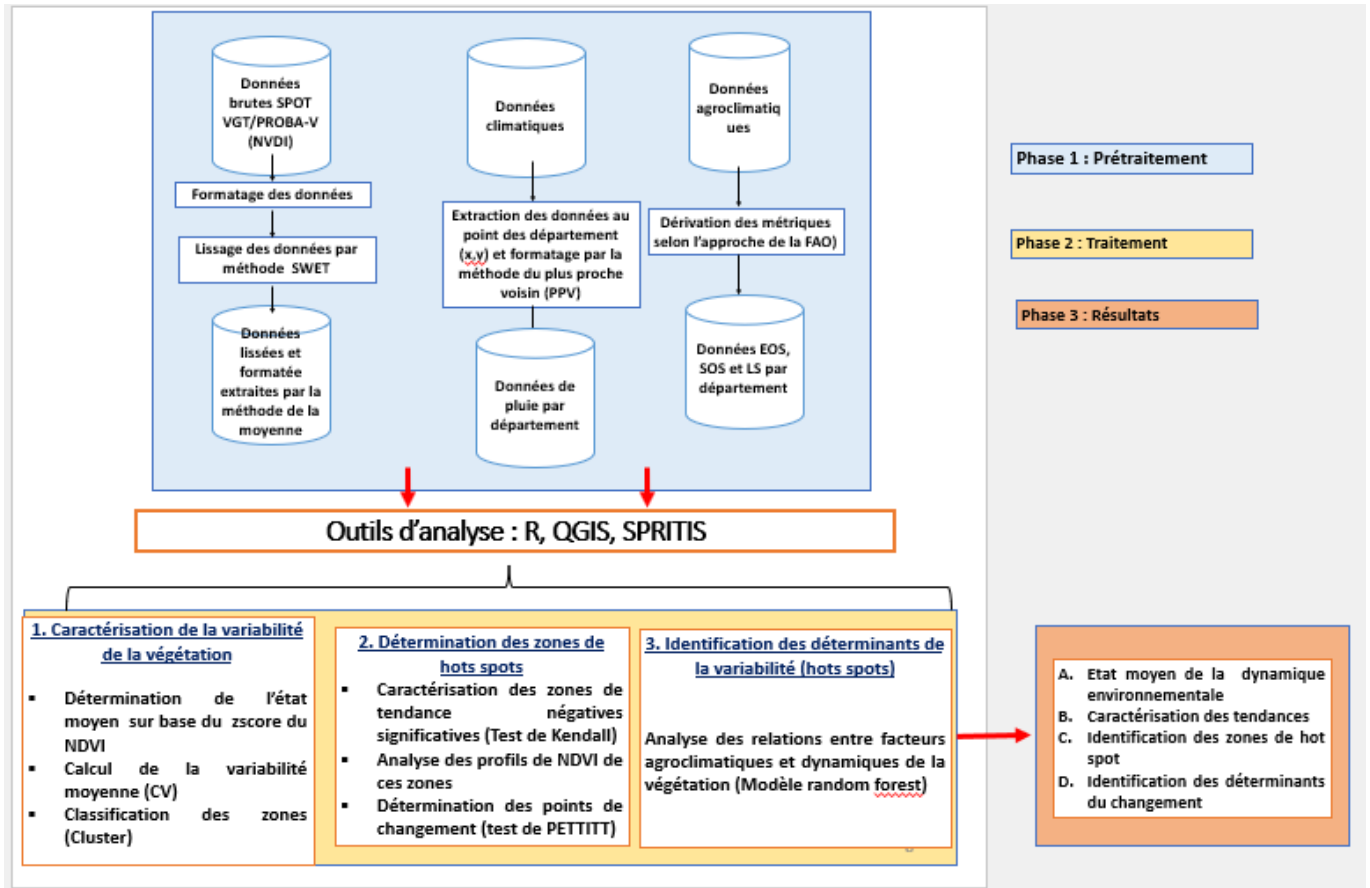 Données
brutes SPOT
VGT/PROBA-V
(NVDI)
Formatage des données
Lissage des données par
méthode SWET
Données
lissées et
formatée
extraites par la
méthode de la
moyenne
Données
climatiques
Extraction des données au
point des département
(x,y) et formatage par la
méthode du plus proche
voisin (PPV)
Données de
pluie par
département
Données
agroclimatiq
ues
Dérivation des métriques
selon l'approche de la FAO)
Données EOS,
SOS et LS par
département
Phase 1 : Prétraitement
Phase 2 : Traitement
Phase 3 : Résultats
Outils d'analyse : R, QGIS, SPRITIS
1. Caractérisation de la variabilité
de la végétation
▪ Détermination de l'état
moyen sur base du zscore du
NDVI
▪ Calcul de la variabilité
moyenne (CV)
▪ Classification des zones
(Cluster)
2. Détermination des zones de
hots spots
▪ Caractérisation des zones de
tendance négatives
significatives (Test de Kendall)
▪ Analyse des profils de NDVI de
ces zones
▪ Détermination des points de
changement (test de PETTITT)
3. Identification des déterminants de
la variabilité (hots spots)
Analyse des relations entre facteurs
agroclimatiques et dynamiques de la
végétation (Modèle random forest)
A. Etat moyen de la dynamique
environnementale
B. Caractérisation des tendances
C. Identification des zones de hot
spot
D. Identification des déterminants
du changement